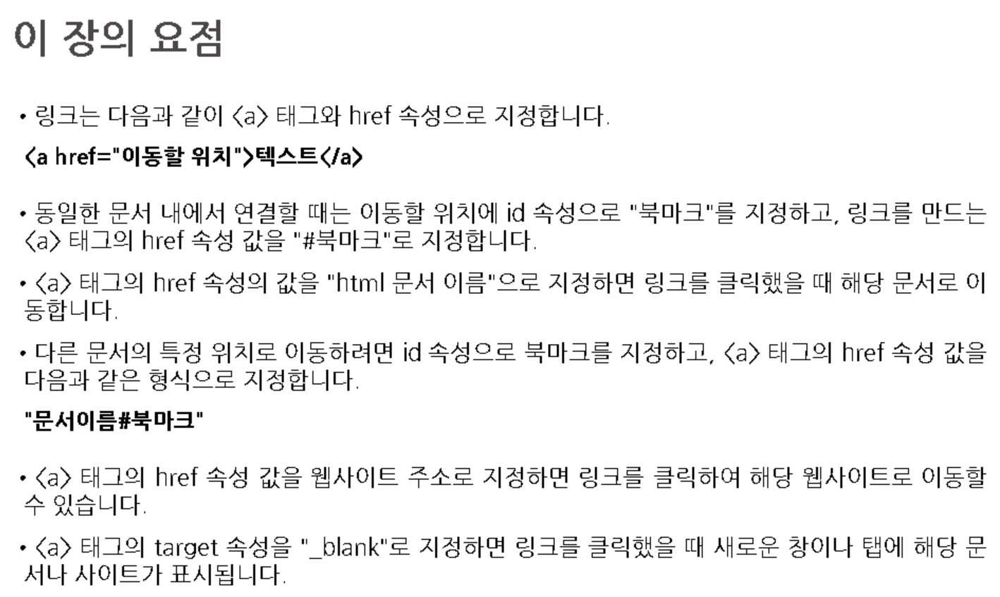 이 장의 요점
• 링크는 다음과 같이 <a> 태그와 href 속성으로 지정합니다.
<a href="이동할 위치">텍스트</a>
• 동일한 문서 내에서 연결할 때는 이동할 위치에 id 속성으로 "북마크"를 지정하고, 링크를 만드는
<a> 태그의 href 속성 값을 "#북마크"로 지정합니다.
• <a> 태그의 href 속성의 값을 "html 문서 이름"으로 지정하면 링크를 클릭했을 때 해당 문서로 이
동합니다.
• 다른 문서의 특정 위치로 이동하려면 id 속성으로 북마크를 지정하고, <a> 태그의 href 속성 값을
다음과 같은 형식으로 지정합니다.
"문서이름#북마크"
• <a> 태그의 href 속성 값을 웹사이트 주소로 지정하면 링크를 클릭하여 해당 웹사이트로 이동할
수 있습니다.
• <a> 태그의 target 속성을 "_blank"로 지정하면 링크를 클릭했을 때 새로운 창이나 탭에 해당 문
서나 사이트가 표시됩니다.